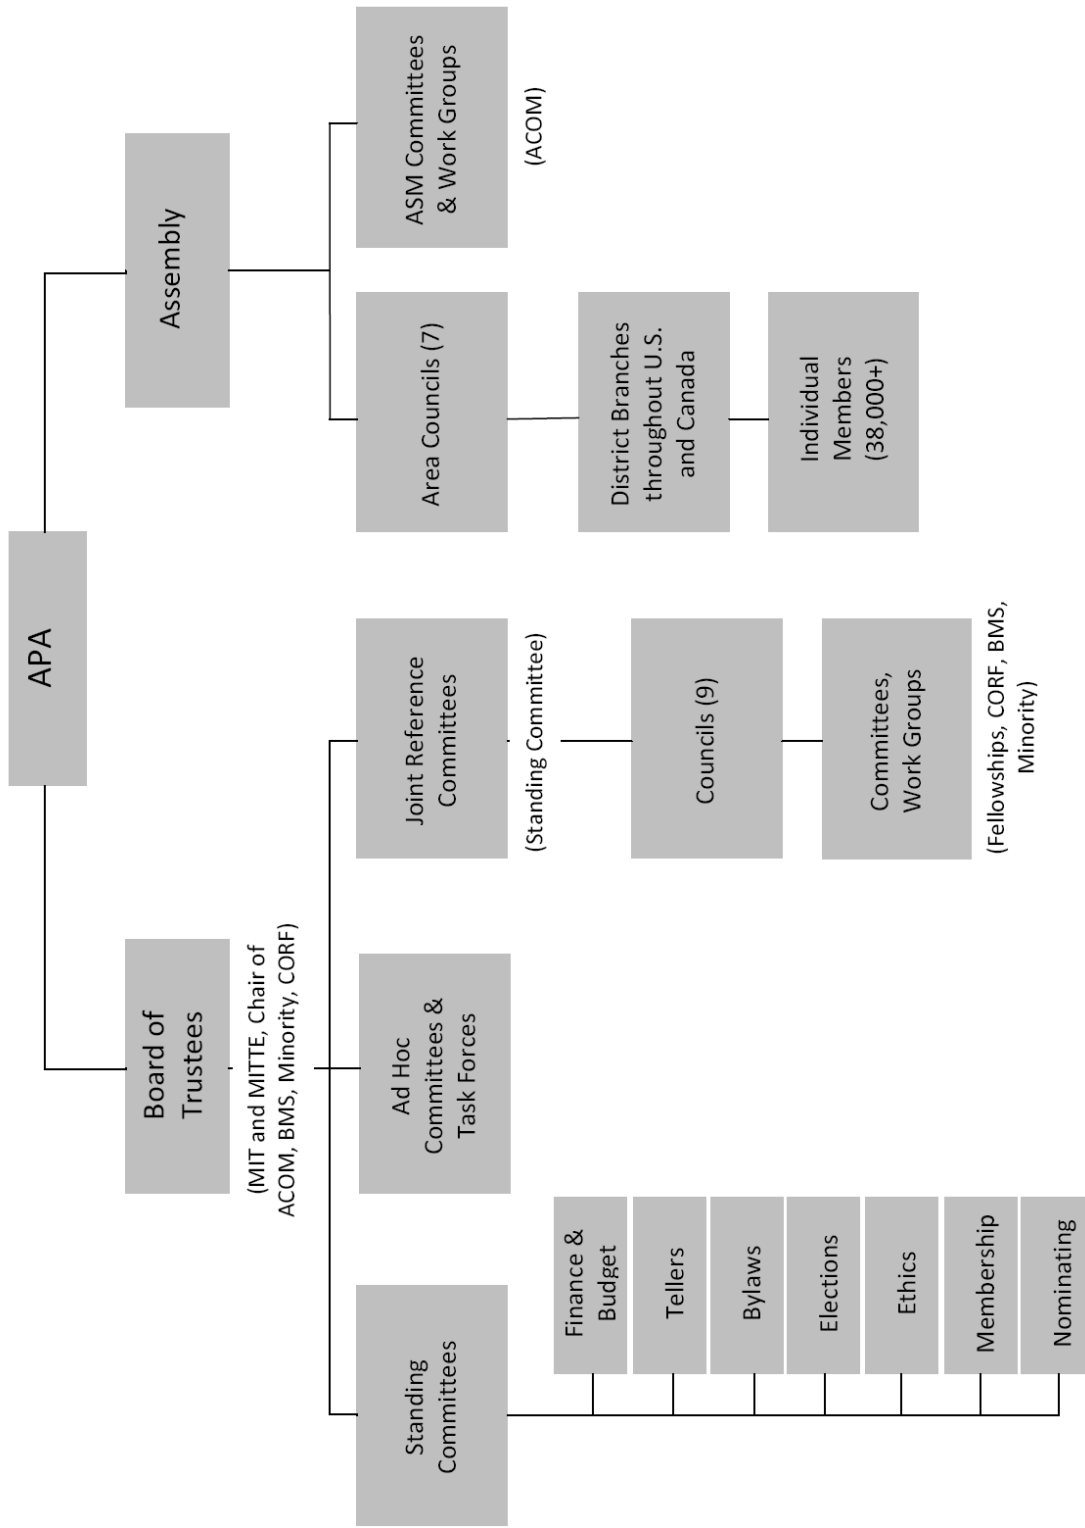 APA
Board of
Trustees
(MIT and MITTE, Chair of
ACOM, BMS, Minority, CORF)
Assembly
Standing
Committees
Ad Hoc
Committees &
Task Forces
Joint Reference
Committees
(Standing Committee)
Area Councils (7)
ASM Committees
& Work Groups
(ACOM)
Finance &
Budget
Tellers
Bylaws
Elections
Ethics
Membership
Nominating
Councils (9)
Committees,
Work Groups
(Fellowships, CORF, BMS,
Minority)
District Branches
throughout U.S.
and Canada
Individual
Members
(38,000+)